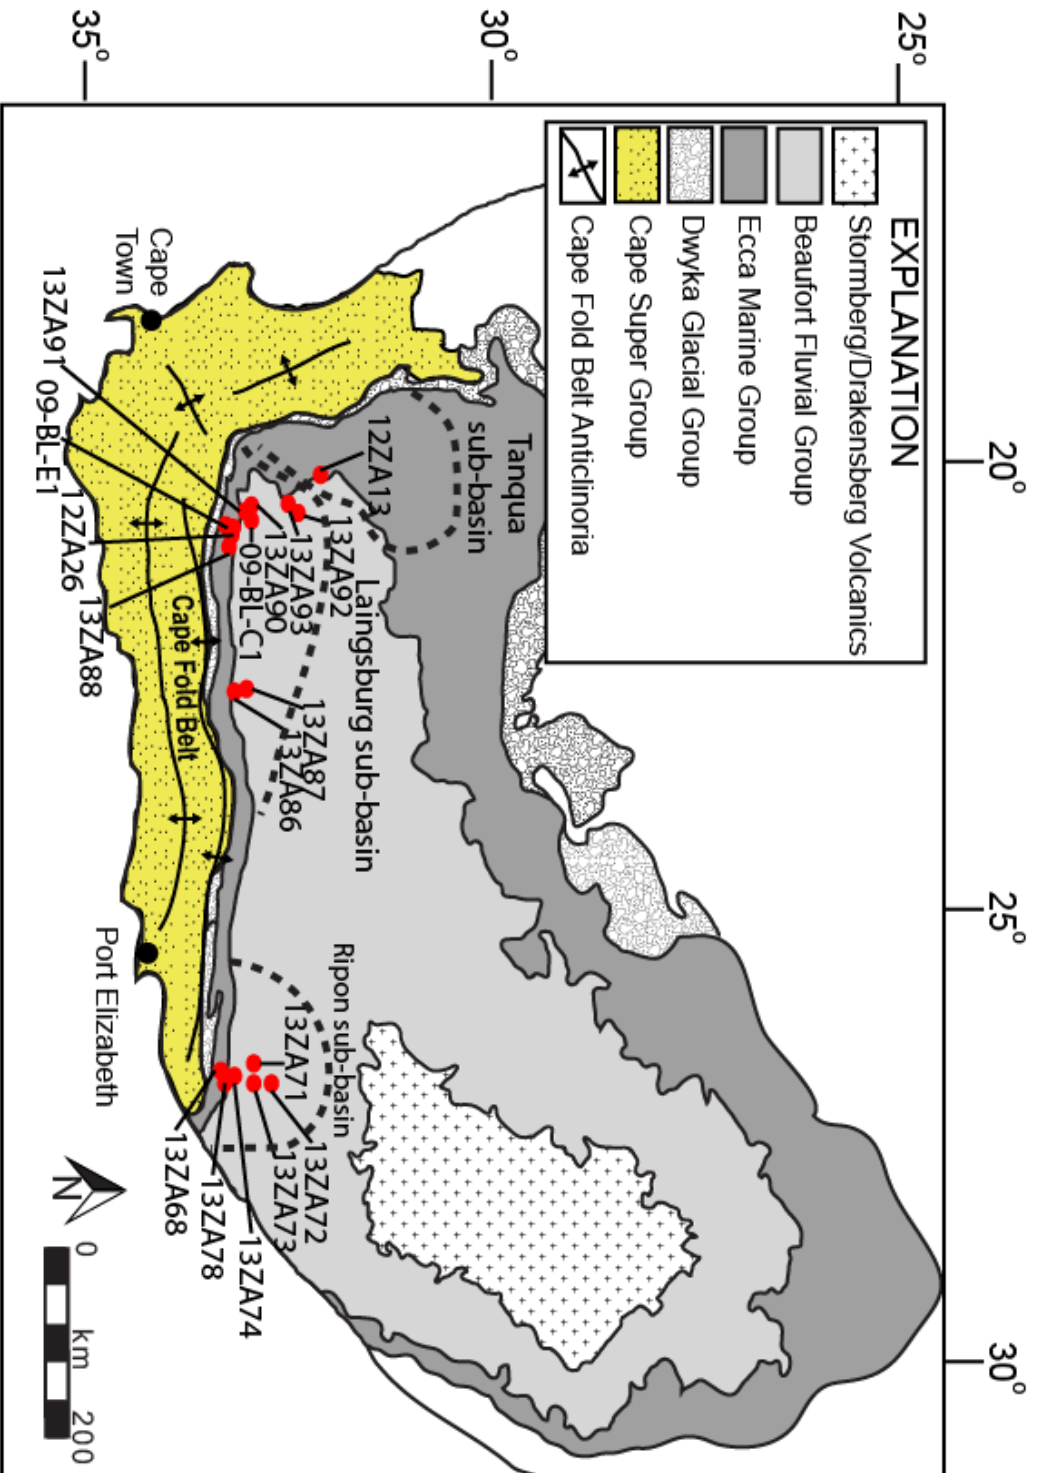 EXPLANATION
Stormberg/Drakensberg Volcanics
Beaufort Fluvial Group
Ecca Marine Group
Dwyka Glacial Group
Cape Super Group
Cape Fold Belt Anticlinoria
25°
30°
35°
20°
25°
30°
Tanqua
sub-basin
Laingsburg sub-basin
Ripon sub-basin
Cape Fold Belt
Cape
Town
Port Elizabeth
12ZA13
13ZA92
13ZA93
13ZA90
09-BL-C1
13ZA91
09-BL-E1
12ZA26
13ZA88
13ZA87
13ZA86
13ZA71
13ZA72
13ZA73
13ZA74
13ZA78
13ZA68
N
0
km
200